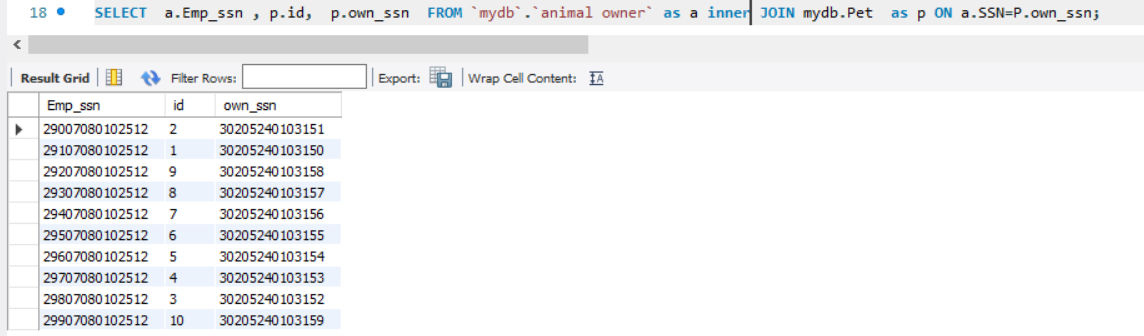 18 SELECT a.Emp_ssn , p.id, p.own_ssn FROM `mydb`.`animal owner` as a inner JOIN mydb.Pet as p ON a.SSN=P.own_ssn;
Result Grid Filter Rows: Export: Wrap Cell Content: IA
Emp_ssn id own_ssn
29007080102512 2 30205240103151
29107080102512 1 30205240103150
29207080102512 9 30205240103158
29307080102512 8 30205240103157
29407080102512 7 30205240103156
29507080102512 6 30205240103155
29607080102512 5 30205240103154
29707080102512 4 30205240103153
29807080102512 3 30205240103152
29907080102512 10 30205240103159